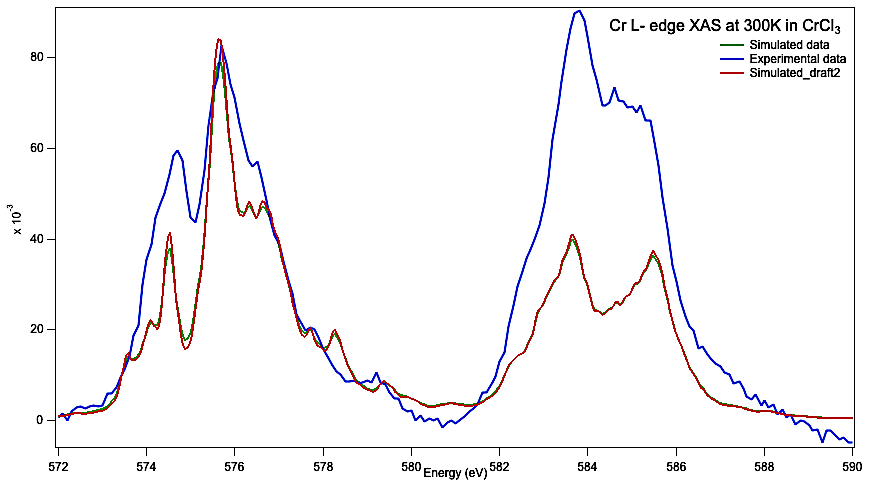 Cr L- edge XAS at 300K in CrCl3
Simulated data
Experimental data
Simulated_draft2
80
60
40
20
0
x 10-3
572 574 576 578 580 582 584 586 588 590
Energy (eV)